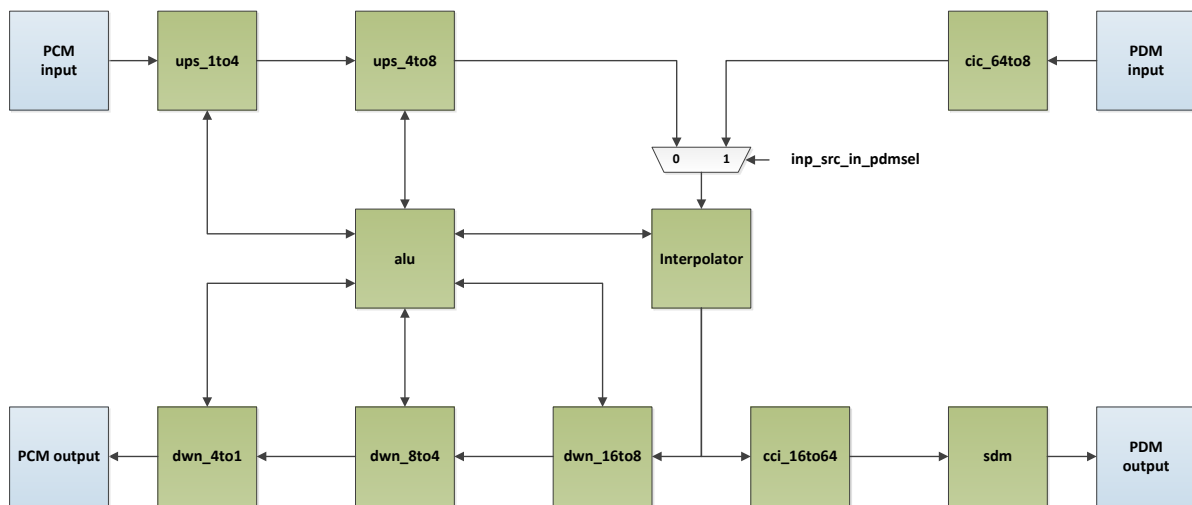 PCM
input
ups_1to4
ups_4to8
cic_64to8
PDM
input
0
1
inp_src_in_pdmsel
alu
Interpolator
PCM output
dwn_4to1
dwn_8to4
dwn_16to8
cci_16to64
sdm
PDM
output